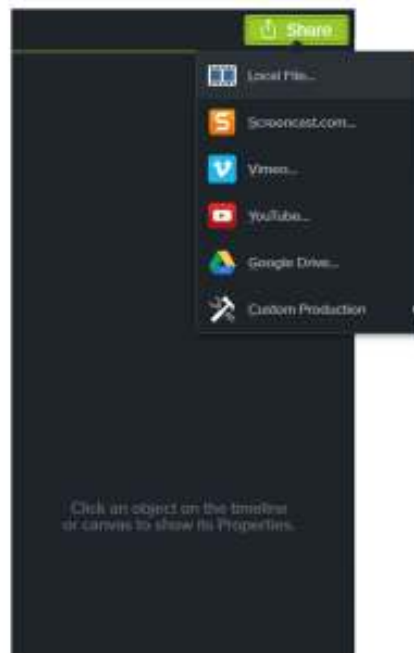 Share
Local File...
Screencast.com...
Vimeo...
YouTube...
Google Drive...
Custom Production
Click an object on the timeline
or canvas to show its Properties.